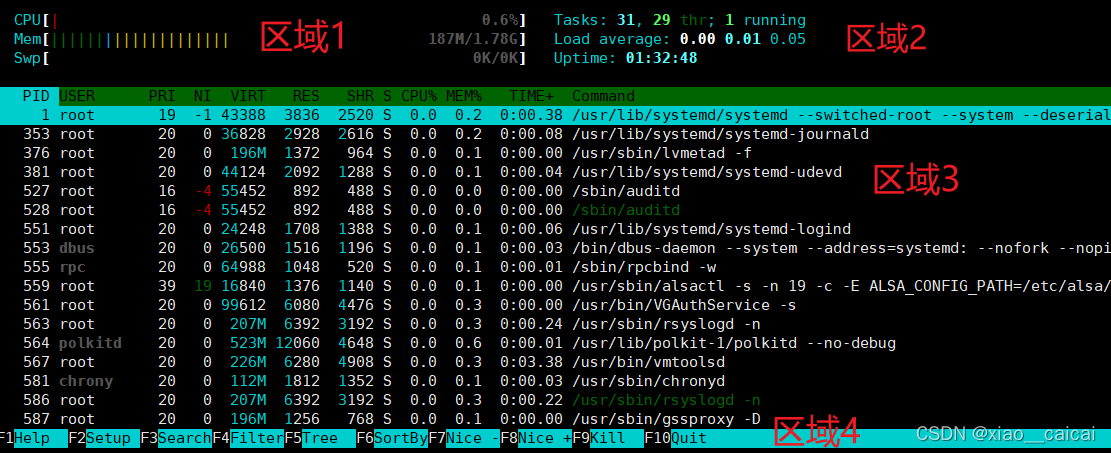 CPU[| 0.6%] Tasks: 31, 29 thr; 1 running
Mem[|||||||||||||||||||| 187M/1.78G] 区域1 Load average: 0.00 0.01 0.05 区域2
Swp[ 0K/0K] Uptime: 01:32:48
PID USER PRI NI VIRT RES SHR S CPU% MEM% TIME+ Command
1 root 19 -1 43388 3836 2520 S 0.0 0.2 0:00.38 /usr/lib/systemd/systemd --switched-root --system --deserial
353 root 20 0 36828 2928 2616 S 0.0 0.2 0:00.08 /usr/lib/systemd/systemd-journald
376 root 20 0 196M 1372 964 S 0.0 0.1 0:00.00 /usr/sbin/lvmetad -f
381 root 20 0 44124 2092 1288 S 0.0 0.1 0:00.04 /usr/lib/systemd/systemd-udevd
区域3
527 root 16 -4 55452 892 488 S 0.0 0.0 0:00.00 /sbin/auditd
528 root 16 -4 55452 892 488 S 0.0 0.0 0:00.00 /sbin/auditd
551 root 20 0 24248 1708 1388 S 0.0 0.1 0:00.06 /usr/lib/systemd/systemd-logind
553 dbus 20 0 26500 1516 1196 S 0.0 0.1 0:00.03 /bin/dbus-daemon --system --address=systemd: --nofork --nopi
555 rpc 20 0 64988 1048 520 S 0.0 0.1 0:00.01 /sbin/rpcbind -w
559 root 39 19 16840 1376 1140 S 0.0 0.1 0:00.00 /usr/sbin/alsactl -s -n 19 -c -E ALSA_CONFIG_PATH=/etc/alsa/
561 root 20 0 99612 6080 4476 S 0.0 0.3 0:00.00 /usr/bin/VGAuthService -s
563 root 20 0 207M 6392 3192 S 0.0 0.3 0:00.24 /usr/sbin/rsyslogd -n
564 polkitd 20 0 523M 12060 4648 S 0.0 0.6 0:00.01 /usr/lib/polkit-1/polkitd --no-debug
567 root 20 0 226M 6280 4908 S 0.0 0.3 0:03.38 /usr/bin/vmtoolsd
581 chrony 20 0 112M 1812 1352 S 0.0 0.1 0:00.03 /usr/sbin/chronyd
586 root 20 0 207M 6392 3192 S 0.0 0.3 0:00.22 /usr/sbin/rsyslogd -n
587 root 20 0 196M 1256 768 S 0.0 0.1 0:00.00 /usr/sbin/gssproxy -D
F1Help F2Setup F3SearchF4FilterF5Tree F6SortByF7Nice -F8Nice +F9Kill F10Quit
区域4
CSDN @xiao__caicai